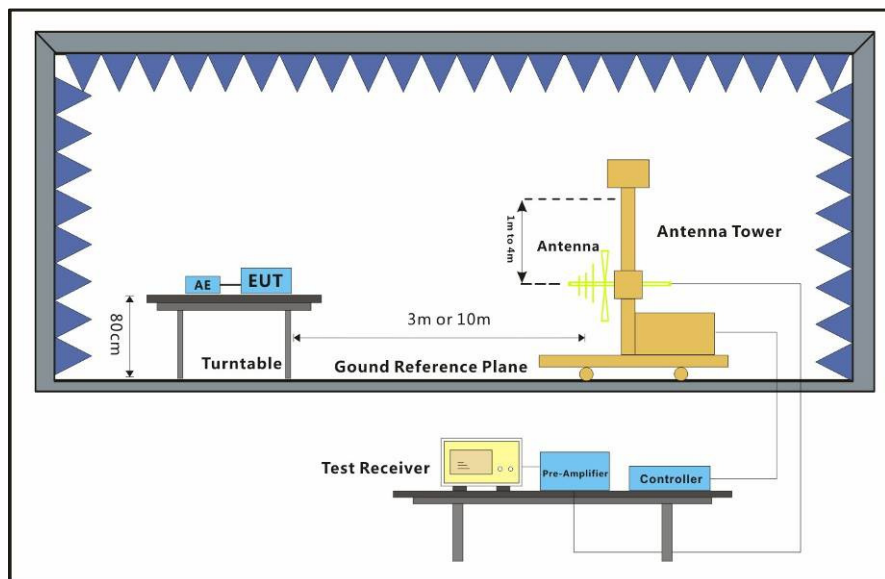 1m to 4m
Antenna
Antenna Tower
AE
EUT
80cm
3m or 10m
Turntable
Gound Reference Plane
Test Receiver
Pre-Amplifier
Controller